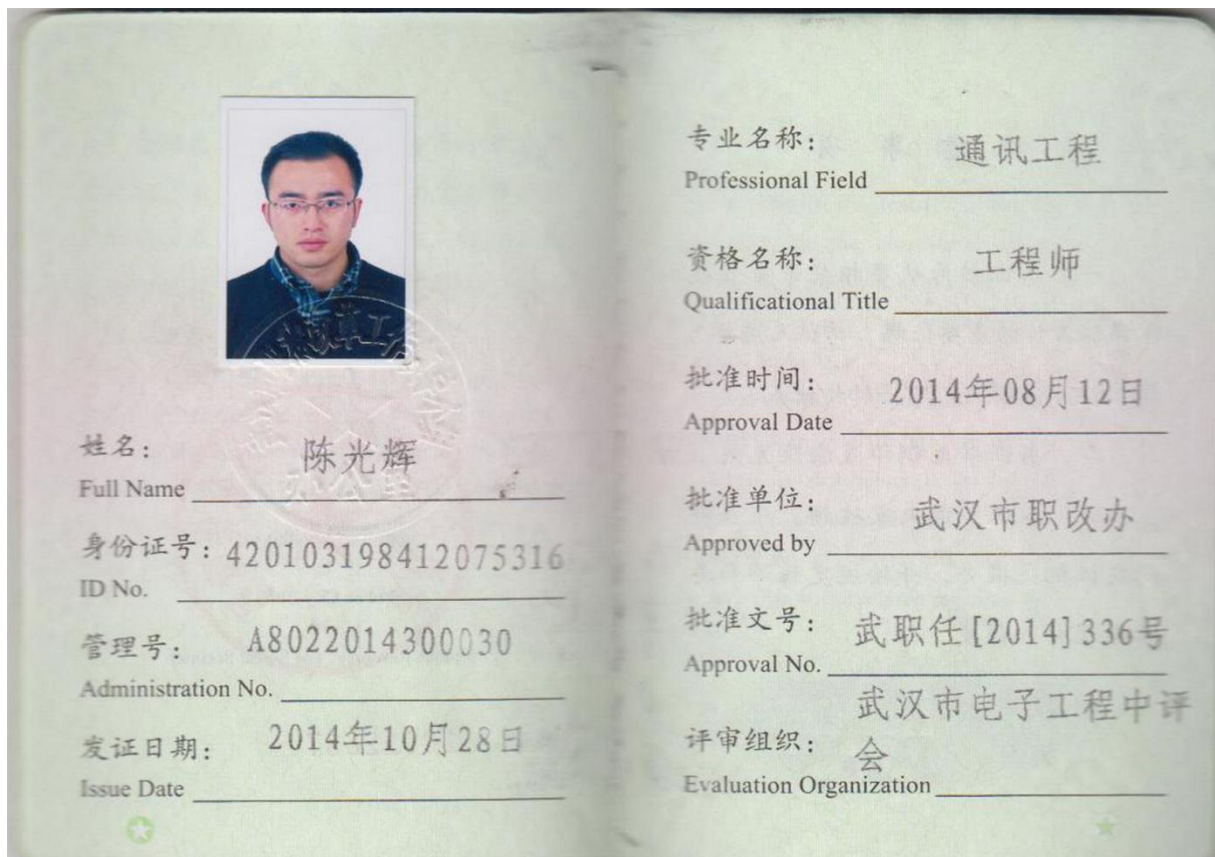 姓名: 陈光辉
Full Name
身份证号: 420103198412075316
ID No.
管理号: A8022014300030
Administration No.
发证日期: 2014年10月28日
Issue Date
专业名称: 通讯工程
Professional Field
资格名称: 工程师
Qualificational Title
批准时间: 2014年08月12日
Approval Date
批准单位: 武汉市职改办
Approved by
批准文号: 武职任[2014]336号
Approval No.
武汉市电子工程中评
评审组织: 会
Evaluation Organization
办公室